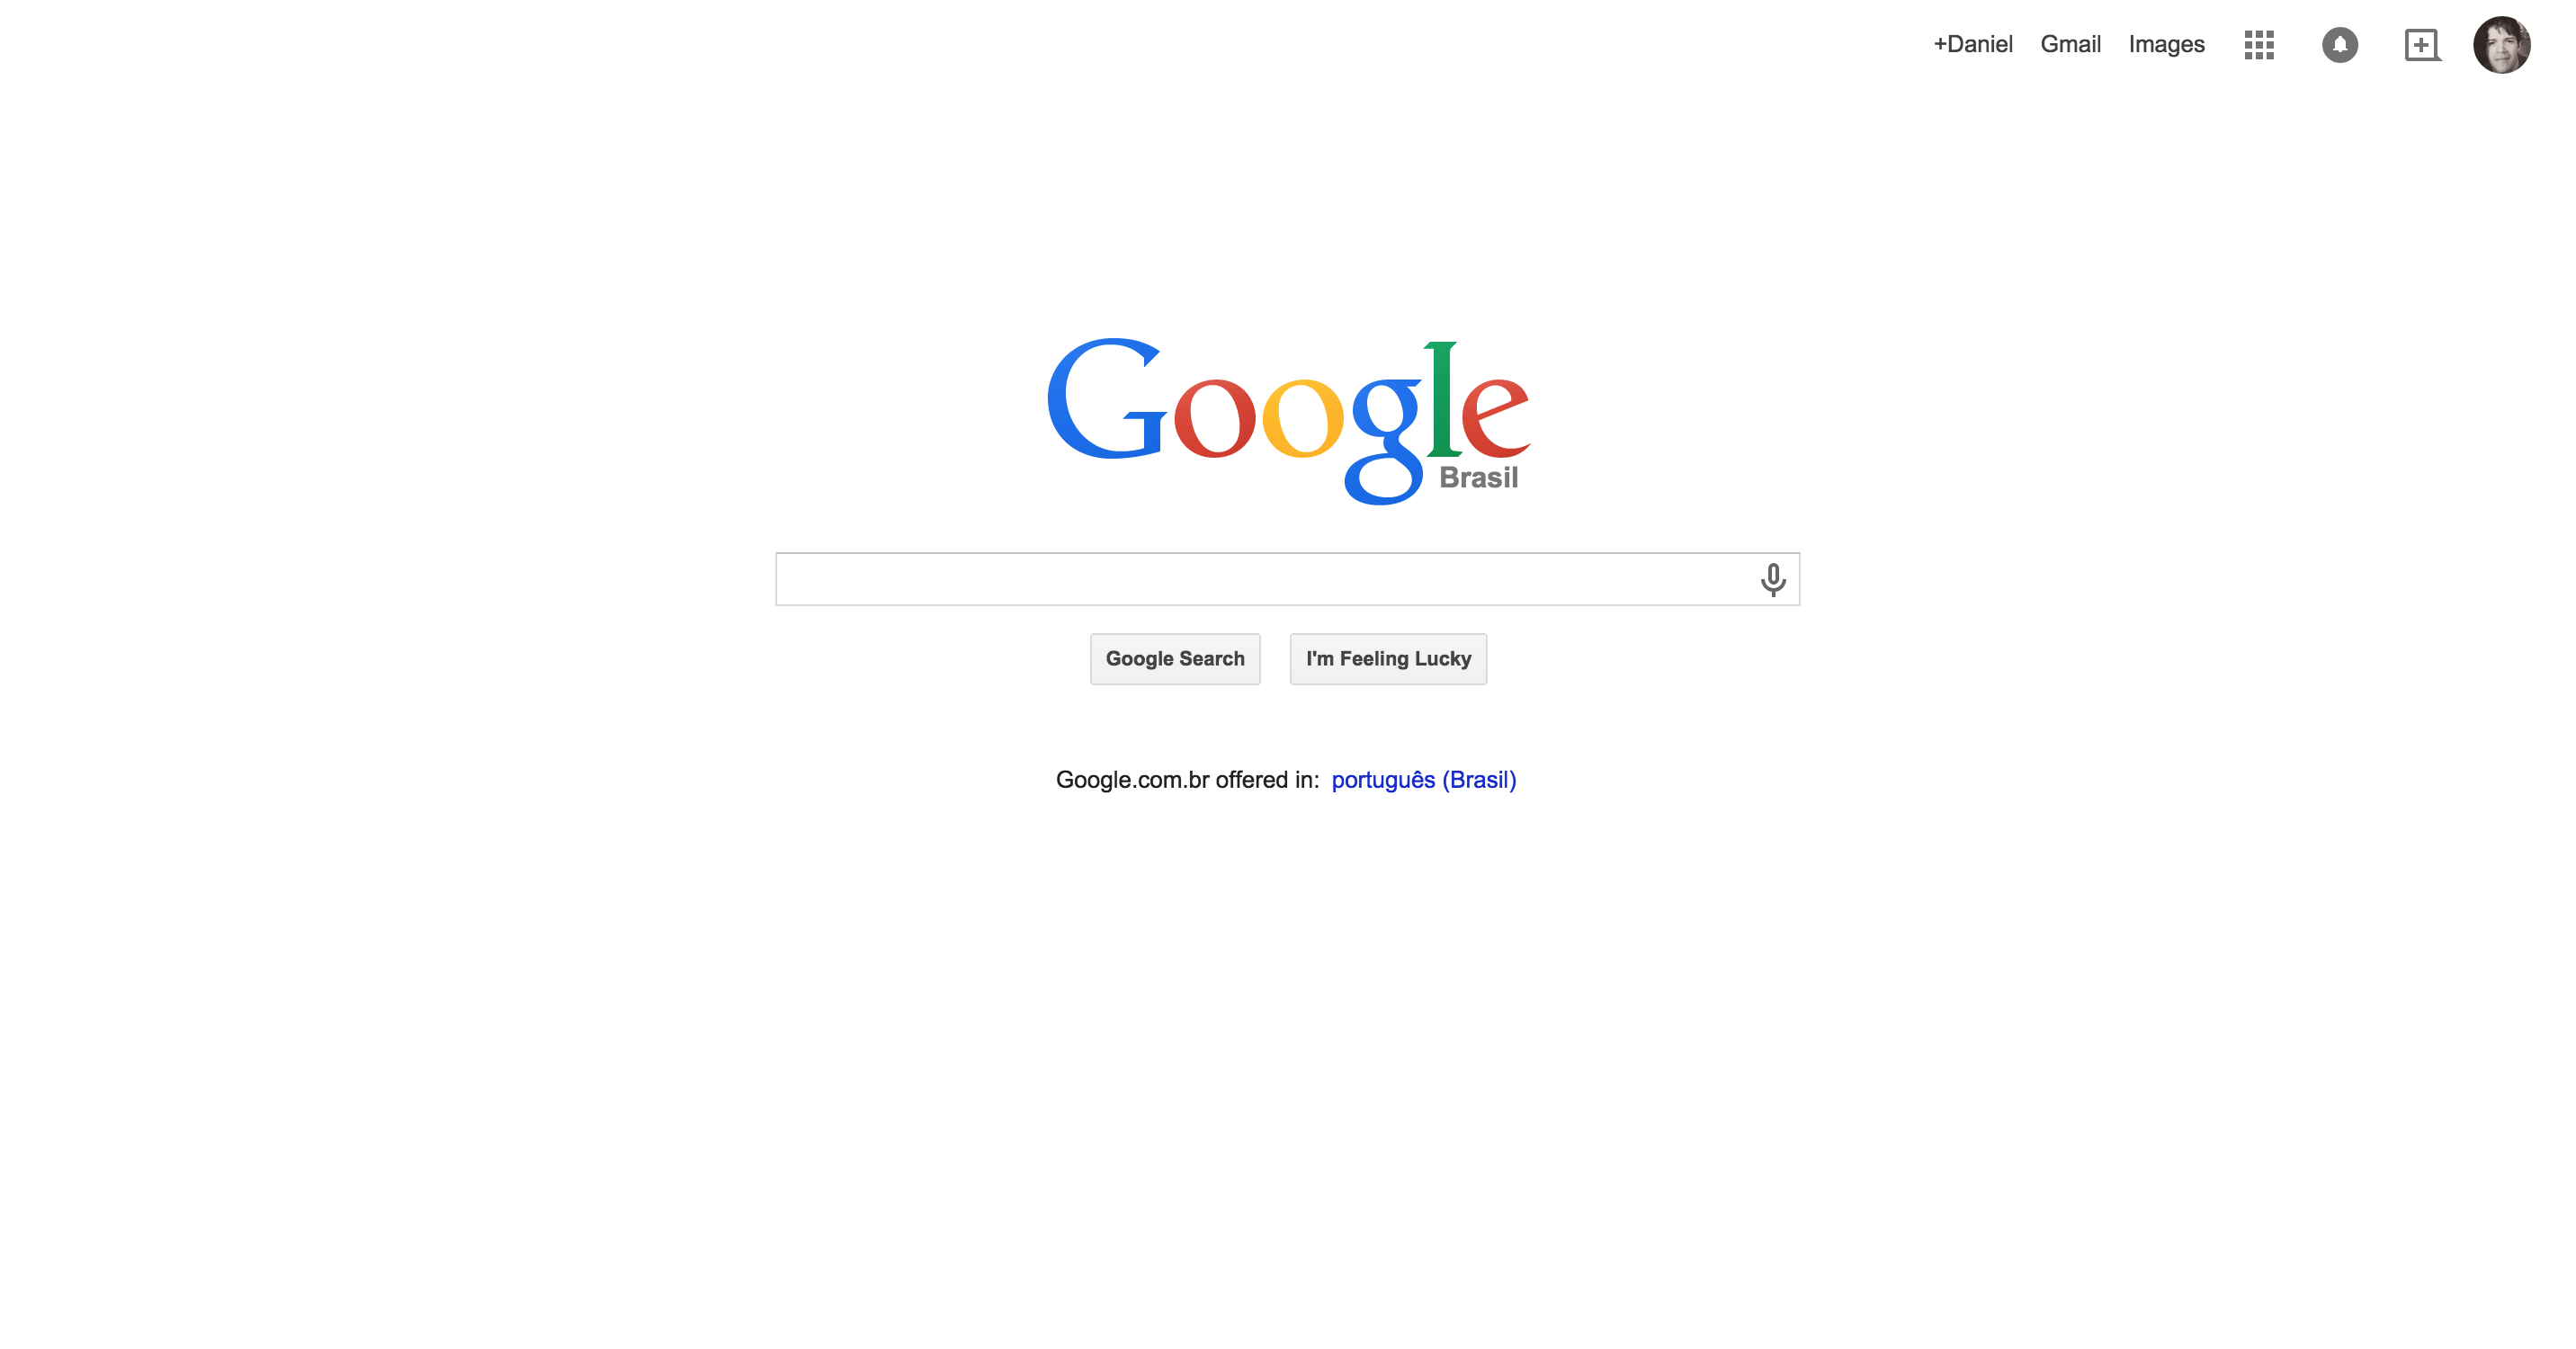 +Daniel Gmail Images
Google
Brasil
Google Search I'm Feeling Lucky
Google.com.br offered in: português (Brasil)